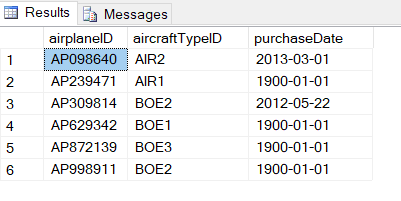 Results Messages
airplaneID aircraftTypeID purchaseDate
1 AP098640 AIR2 2013-03-01
2 AP239471 AIR1 1900-01-01
3 AP309814 BOE2 2012-05-22
4 AP629342 BOE1 1900-01-01
5 AP872139 BOE3 1900-01-01
6 AP998911 BOE2 1900-01-01